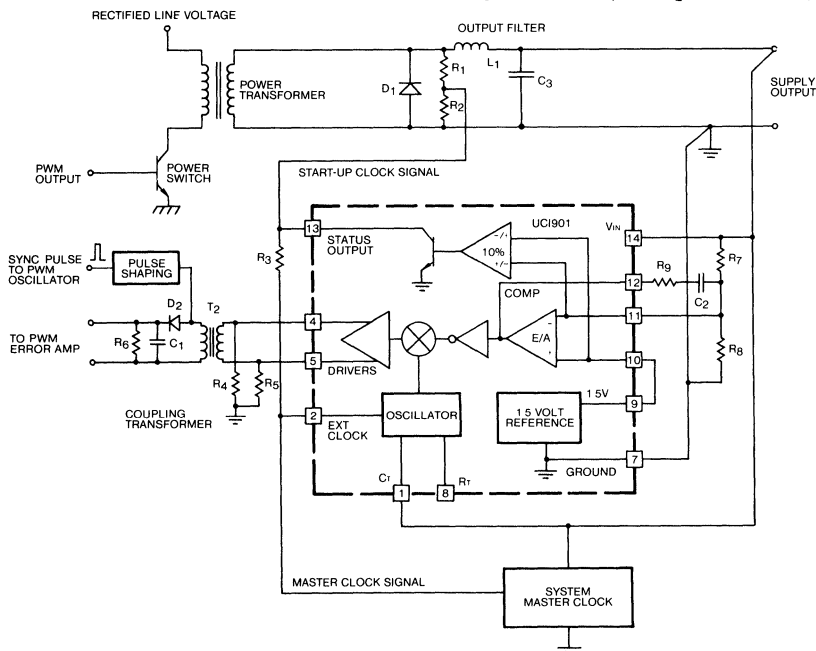 RECTIFIED LINE VOLTAGE
OUTPUT FILTER
POWER
TRANSFORMER
D1
R1
R2
L1
C3
SUPPLY
OUTPUT
PWM
OUTPUT
POWER
SWITCH
START-UP CLOCK SIGNAL
UCI901
13
STATUS
OUTPUT
−/+
10%
+/−
VIN
14
R3
SYNC PULSE
TO PWM
OSCILLATOR
PULSE
SHAPING
R7
COMP
12
R9
C2
D2
T2
TO PWM
ERROR AMP
R6
C1
4
5
DRIVERS
E/A
−
+
11
10
R8
R4
R5
COUPLING
TRANSFORMER
2
EXT
CLOCK
OSCILLATOR
1 5V
9
1 5 VOLT
REFERENCE
GROUND
7
CT
1
8
RT
MASTER CLOCK SIGNAL
SYSTEM
MASTER CLOCK